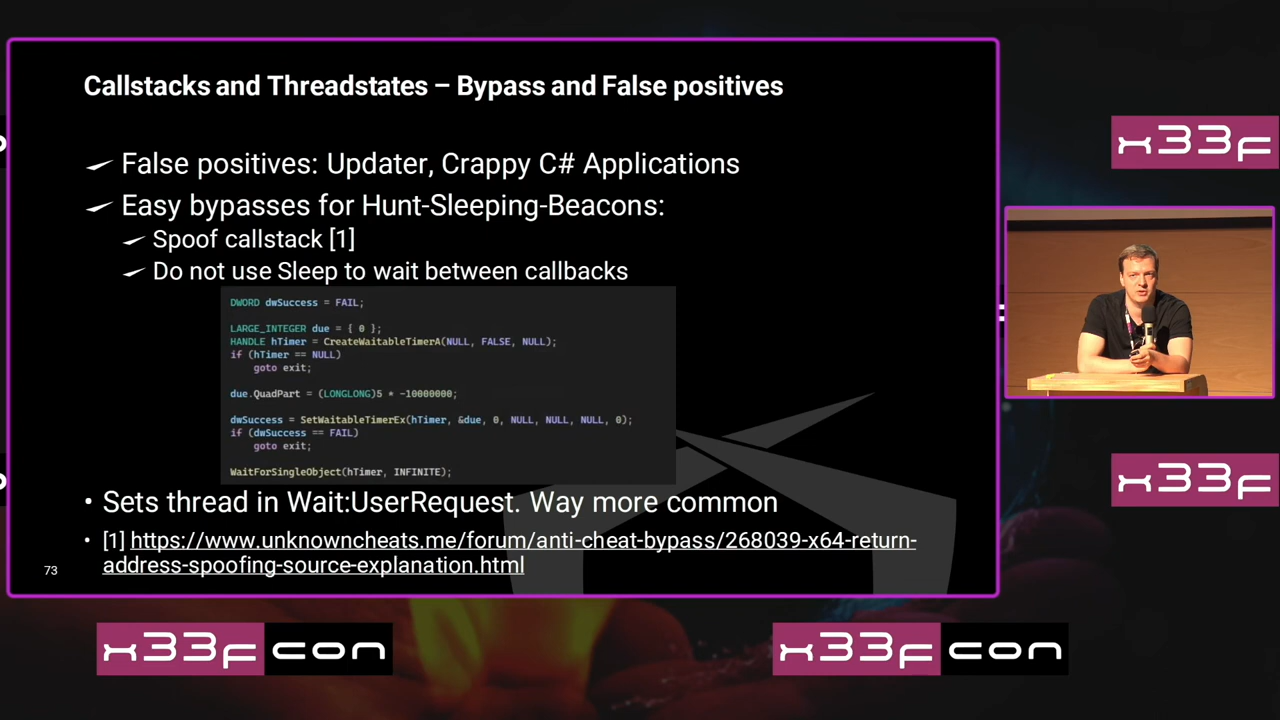 Callstacks and Threadstates – Bypass and False positives
False positives: Updater, Crappy C# Applications
Easy bypasses for Hunt-Sleeping-Beacons:
Spoof callstack [1]
Do not use Sleep to wait between callbacks
DWORD dwSuccess = FAIL;
LARGE_INTEGER due = { 0 };
HANDLE hTimer = CreateWaitableTimerA(NULL, FALSE, NULL);
if (hTimer == NULL)
goto exit;
due.QuadPart = (LONGLONG)5 * -10000000;
dwSuccess = SetWaitableTimerEx(hTimer, &due, 0, NULL, NULL, NULL, 0);
if (dwSuccess == FAIL)
goto exit;
WaitForSingleObject(hTimer, INFINITE);
• Sets thread in Wait:UserRequest. Way more common
• [1] https://www.unknowncheats.me/forum/anti-cheat-bypass/268039-x64-return-
address-spoofing-source-explanation.html
73
x33f
x33f
x33fcon
x33fcon